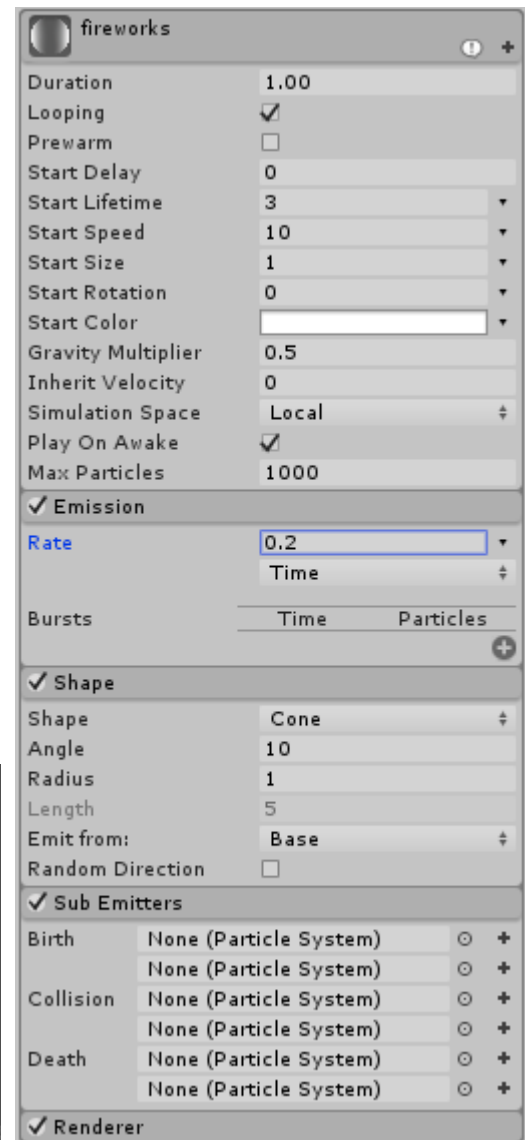 fireworks
Duration 1.00
Looping
Prewarm
Start Delay 0
Start Lifetime 3
Start Speed 10
Start Size 1
Start Rotation 0
Start Color
Gravity Multiplier 0.5
Inherit Velocity 0
Simulation Space Local
Play On Awake
Max Particles 1000
Emission
Rate 0.2
Time
Bursts Time Particles
Shape
Shape Cone
Angle 10
Radius 1
Length 5
Emit from: Base
Random Direction
Sub Emitters
Birth None (Particle System)
None (Particle System)
Collision None (Particle System)
None (Particle System)
Death None (Particle System)
None (Particle System)
Renderer